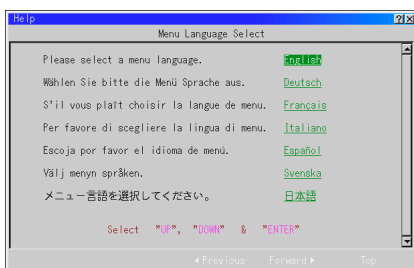 Help
Menu Language Select
Please select a menu language. English
Wählen Sie bitte die Menü Sprache aus. Deutsch
S'il vous plaît choisir la langue de menu. Français
Per favore di scegliere la lingua di menu. Italiano
Escoja por favor el idioma de menú. Español
Välj menyn språken. Svenska
メニュー言語を選択してください。 日本語
Select "UP", "DOWN" & "ENTER"
Previous Forward Top